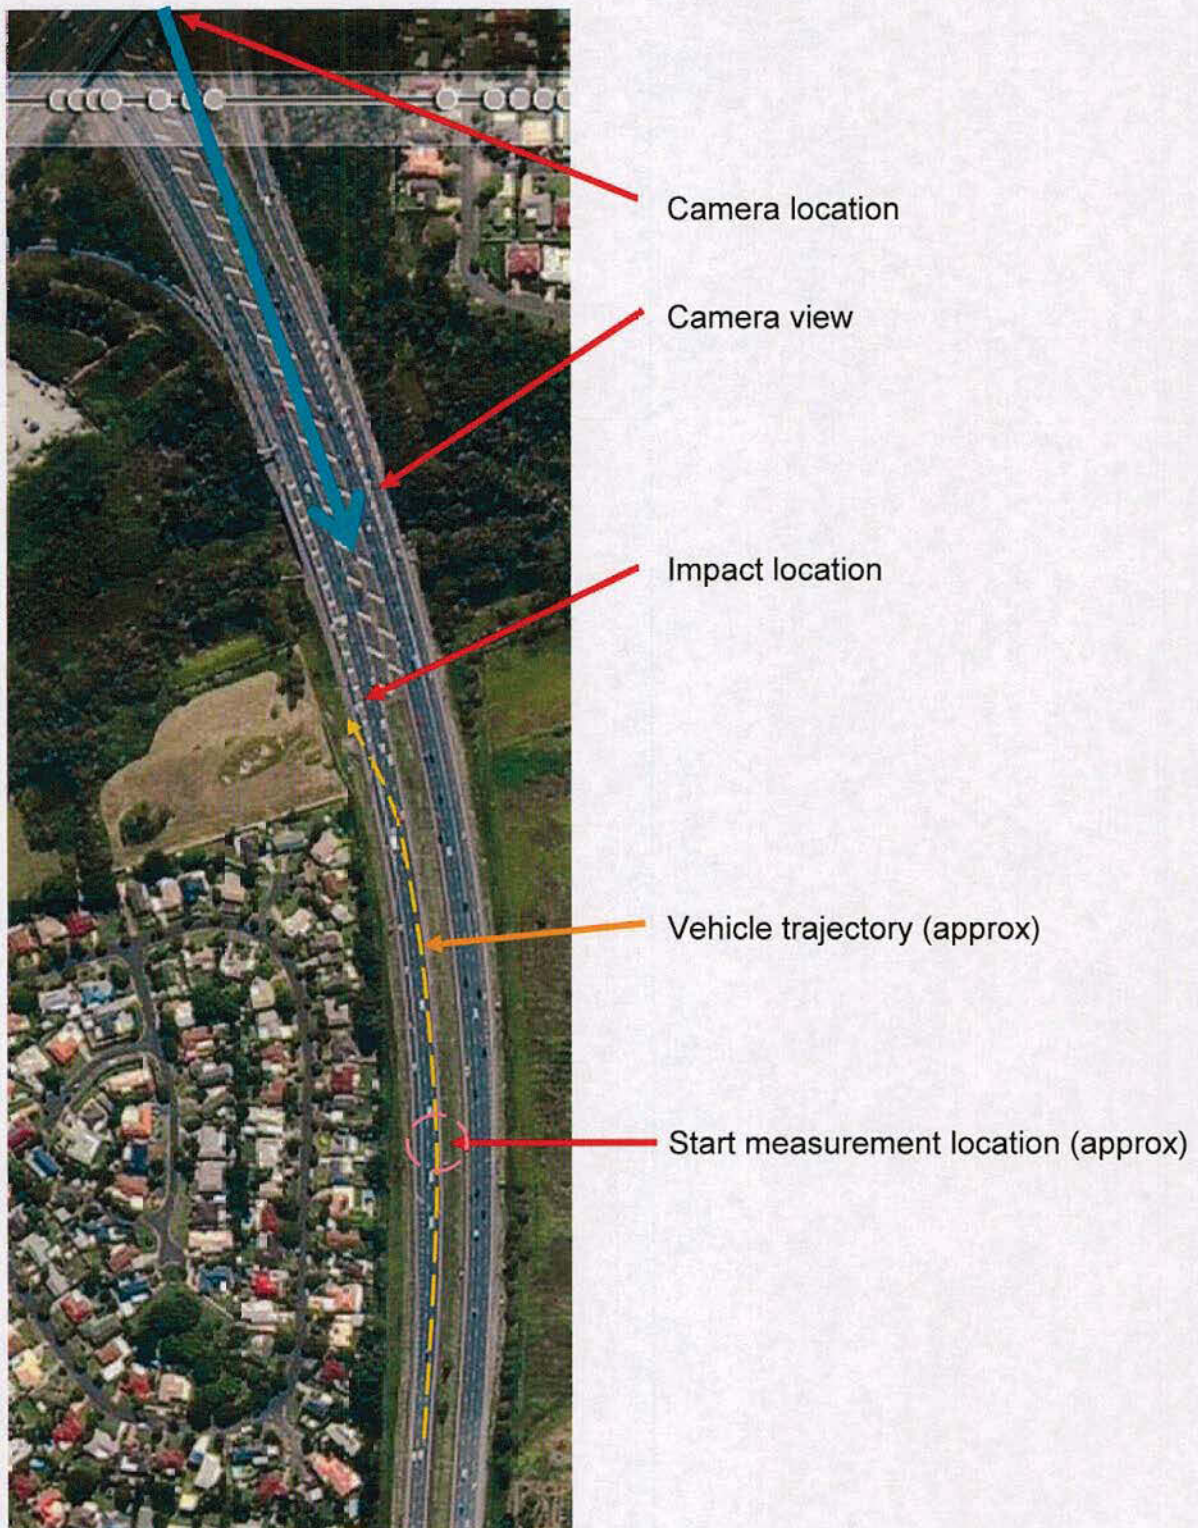 Camera location
Camera view
Impact location
Vehicle trajectory (approx)
Start measurement location (approx)